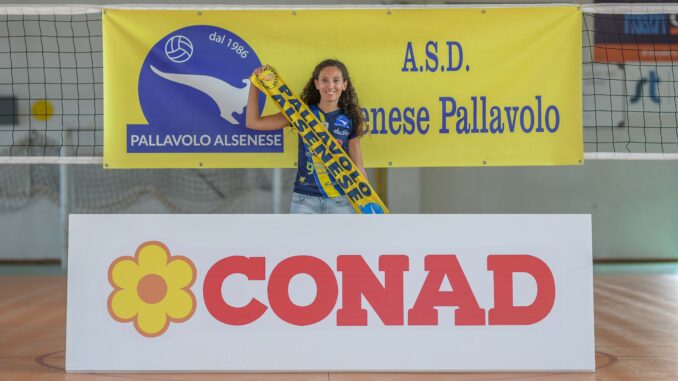 dal 1986
PALLAVOLO ALSENESE
A.S.D.
enese Pallavolo
PALLAVOLO
ALSENESE
CONAD